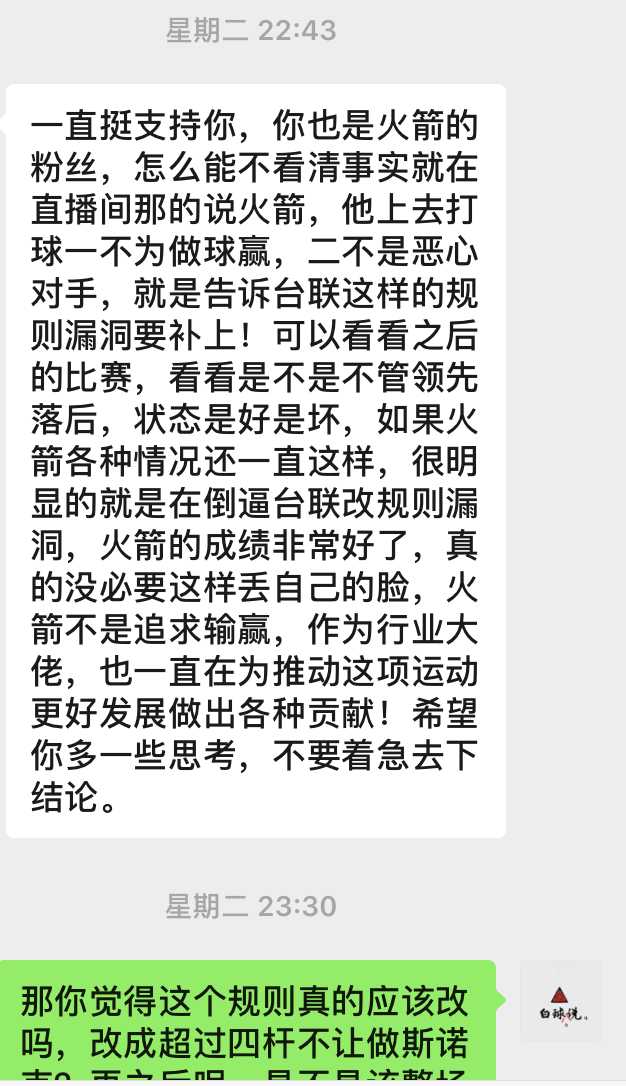 星期二 22:43
一直挺支持你，你也是火箭的
粉丝，怎么能不看清事实就在
直播间那的说火箭，他上去打
球一不为做球赢，二不是恶心
对手，就是告诉台联这样的规
则漏洞要补上！可以看看之后
的比赛，看看是不是不管领先
落后，状态是好是坏，如果火
箭各种情况还一直这样，很明
显的就是在倒逼台联改规则漏
洞，火箭的成绩非常好了，真
的没必要这样丢自己的脸，火
箭不是追求输赢，作为行业大
佬，也一直在为推动这项运动
更好发展做出各种贡献！希望
你多一些思考，不要着急去下
结论。
星期二 23:30
那你觉得这个规则真的应该改
吗，改成超过四杆不让做斯诺
白球说